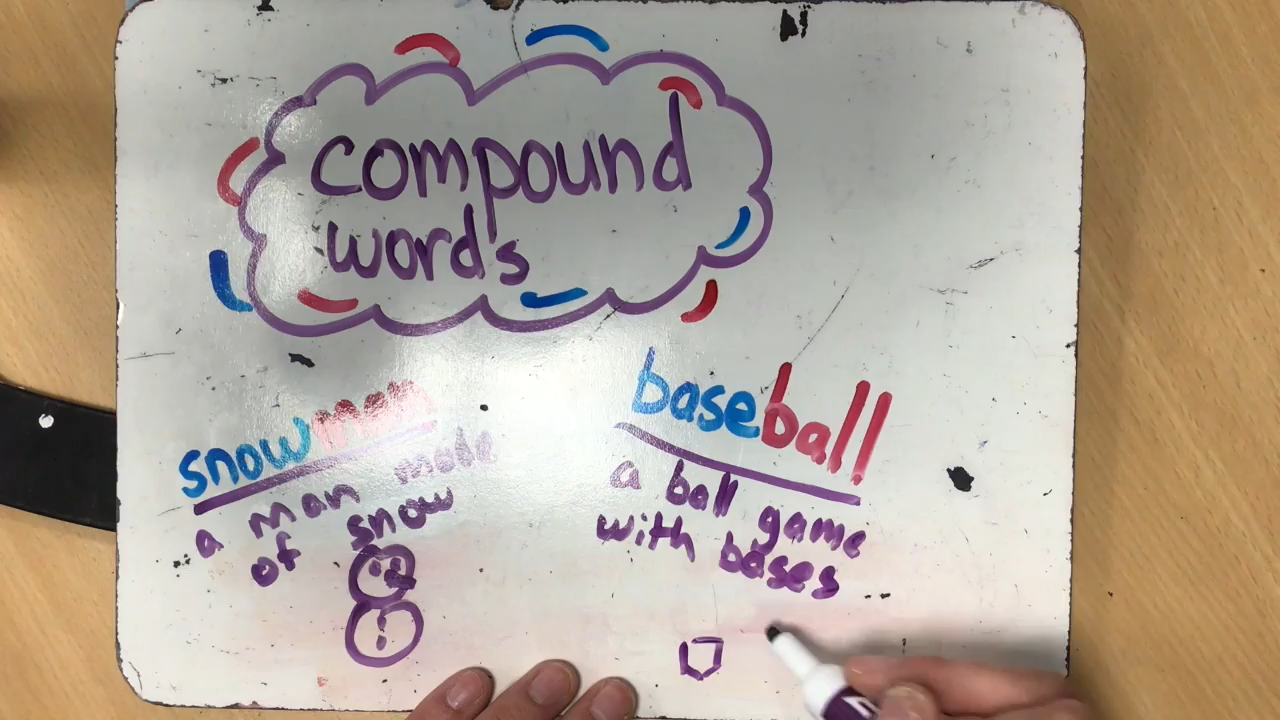 compound
words
snowman
a man made
of snow
baseball
a ball game
with bases